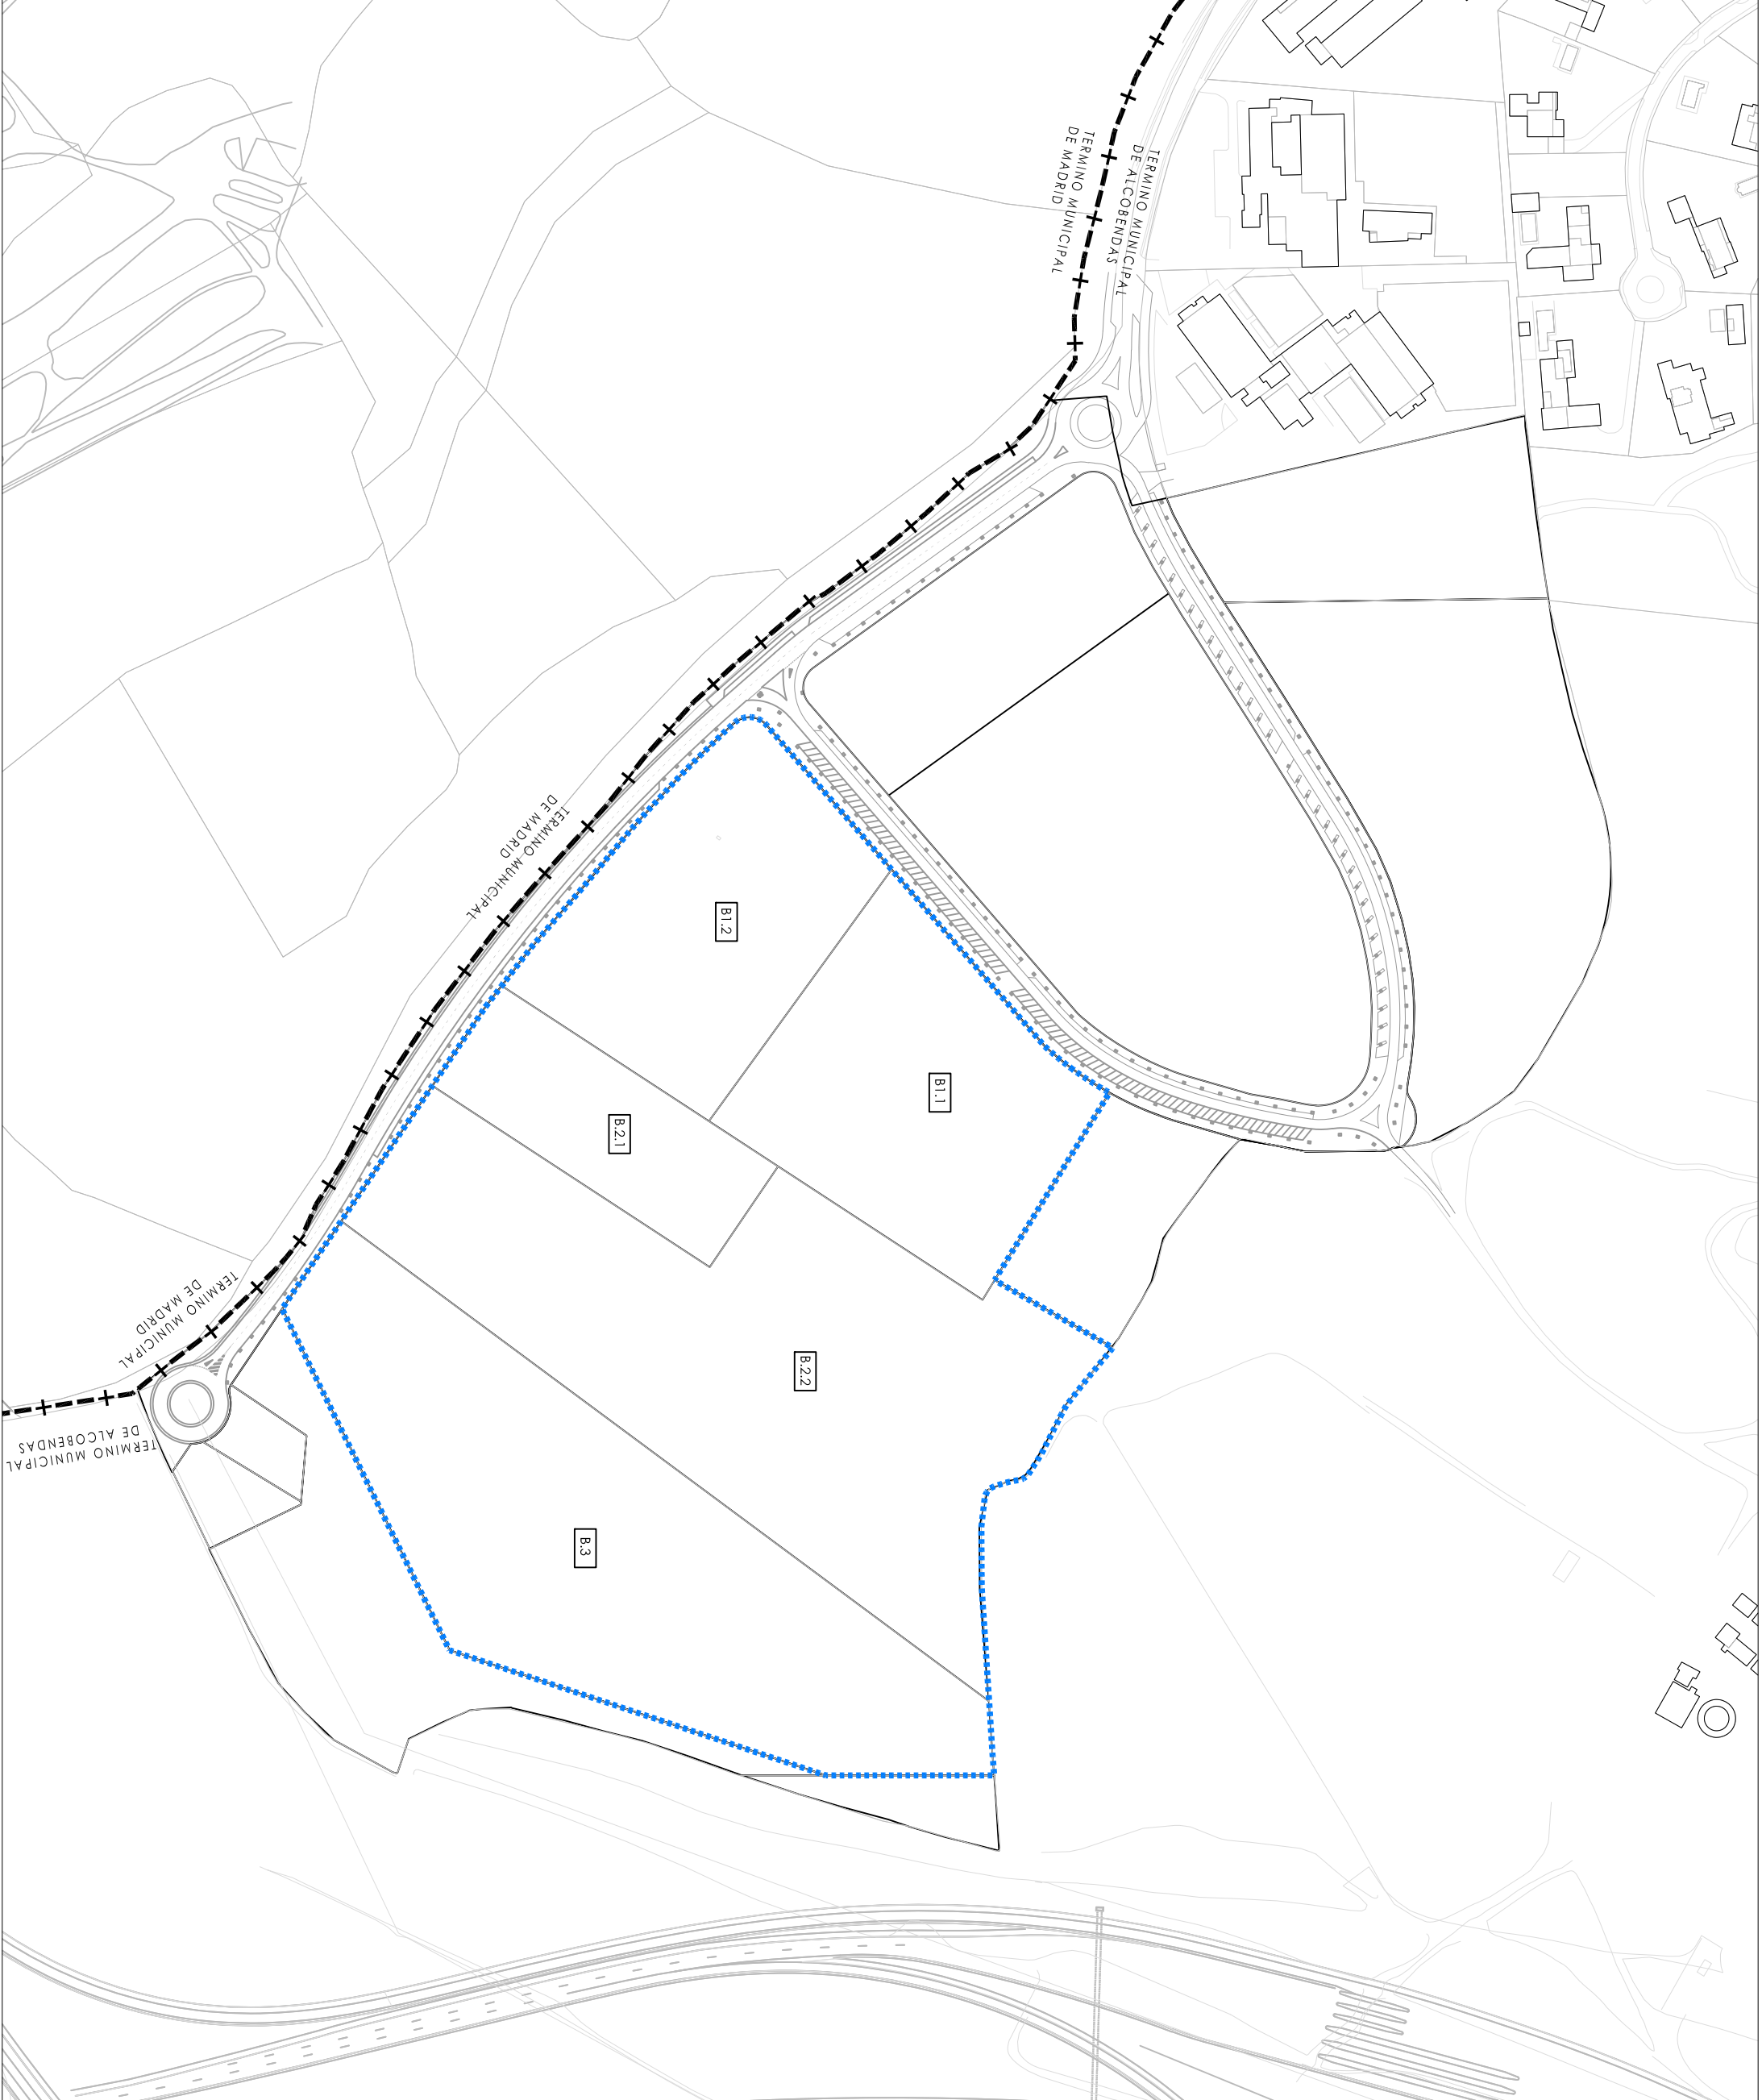 TERMINO MUNICIPAL
DE ALCOBENDAS
TERMINO MUNICIPAL
DE MADRID
TERMINO MUNICIPAL
DE MADRID
B1.2
B1.1
B.2.1
B.2.2
B.3
TERMINO MUNICIPAL
DE MADRID
TERMINO MUNICIPAL
DE ALCOBENDAS